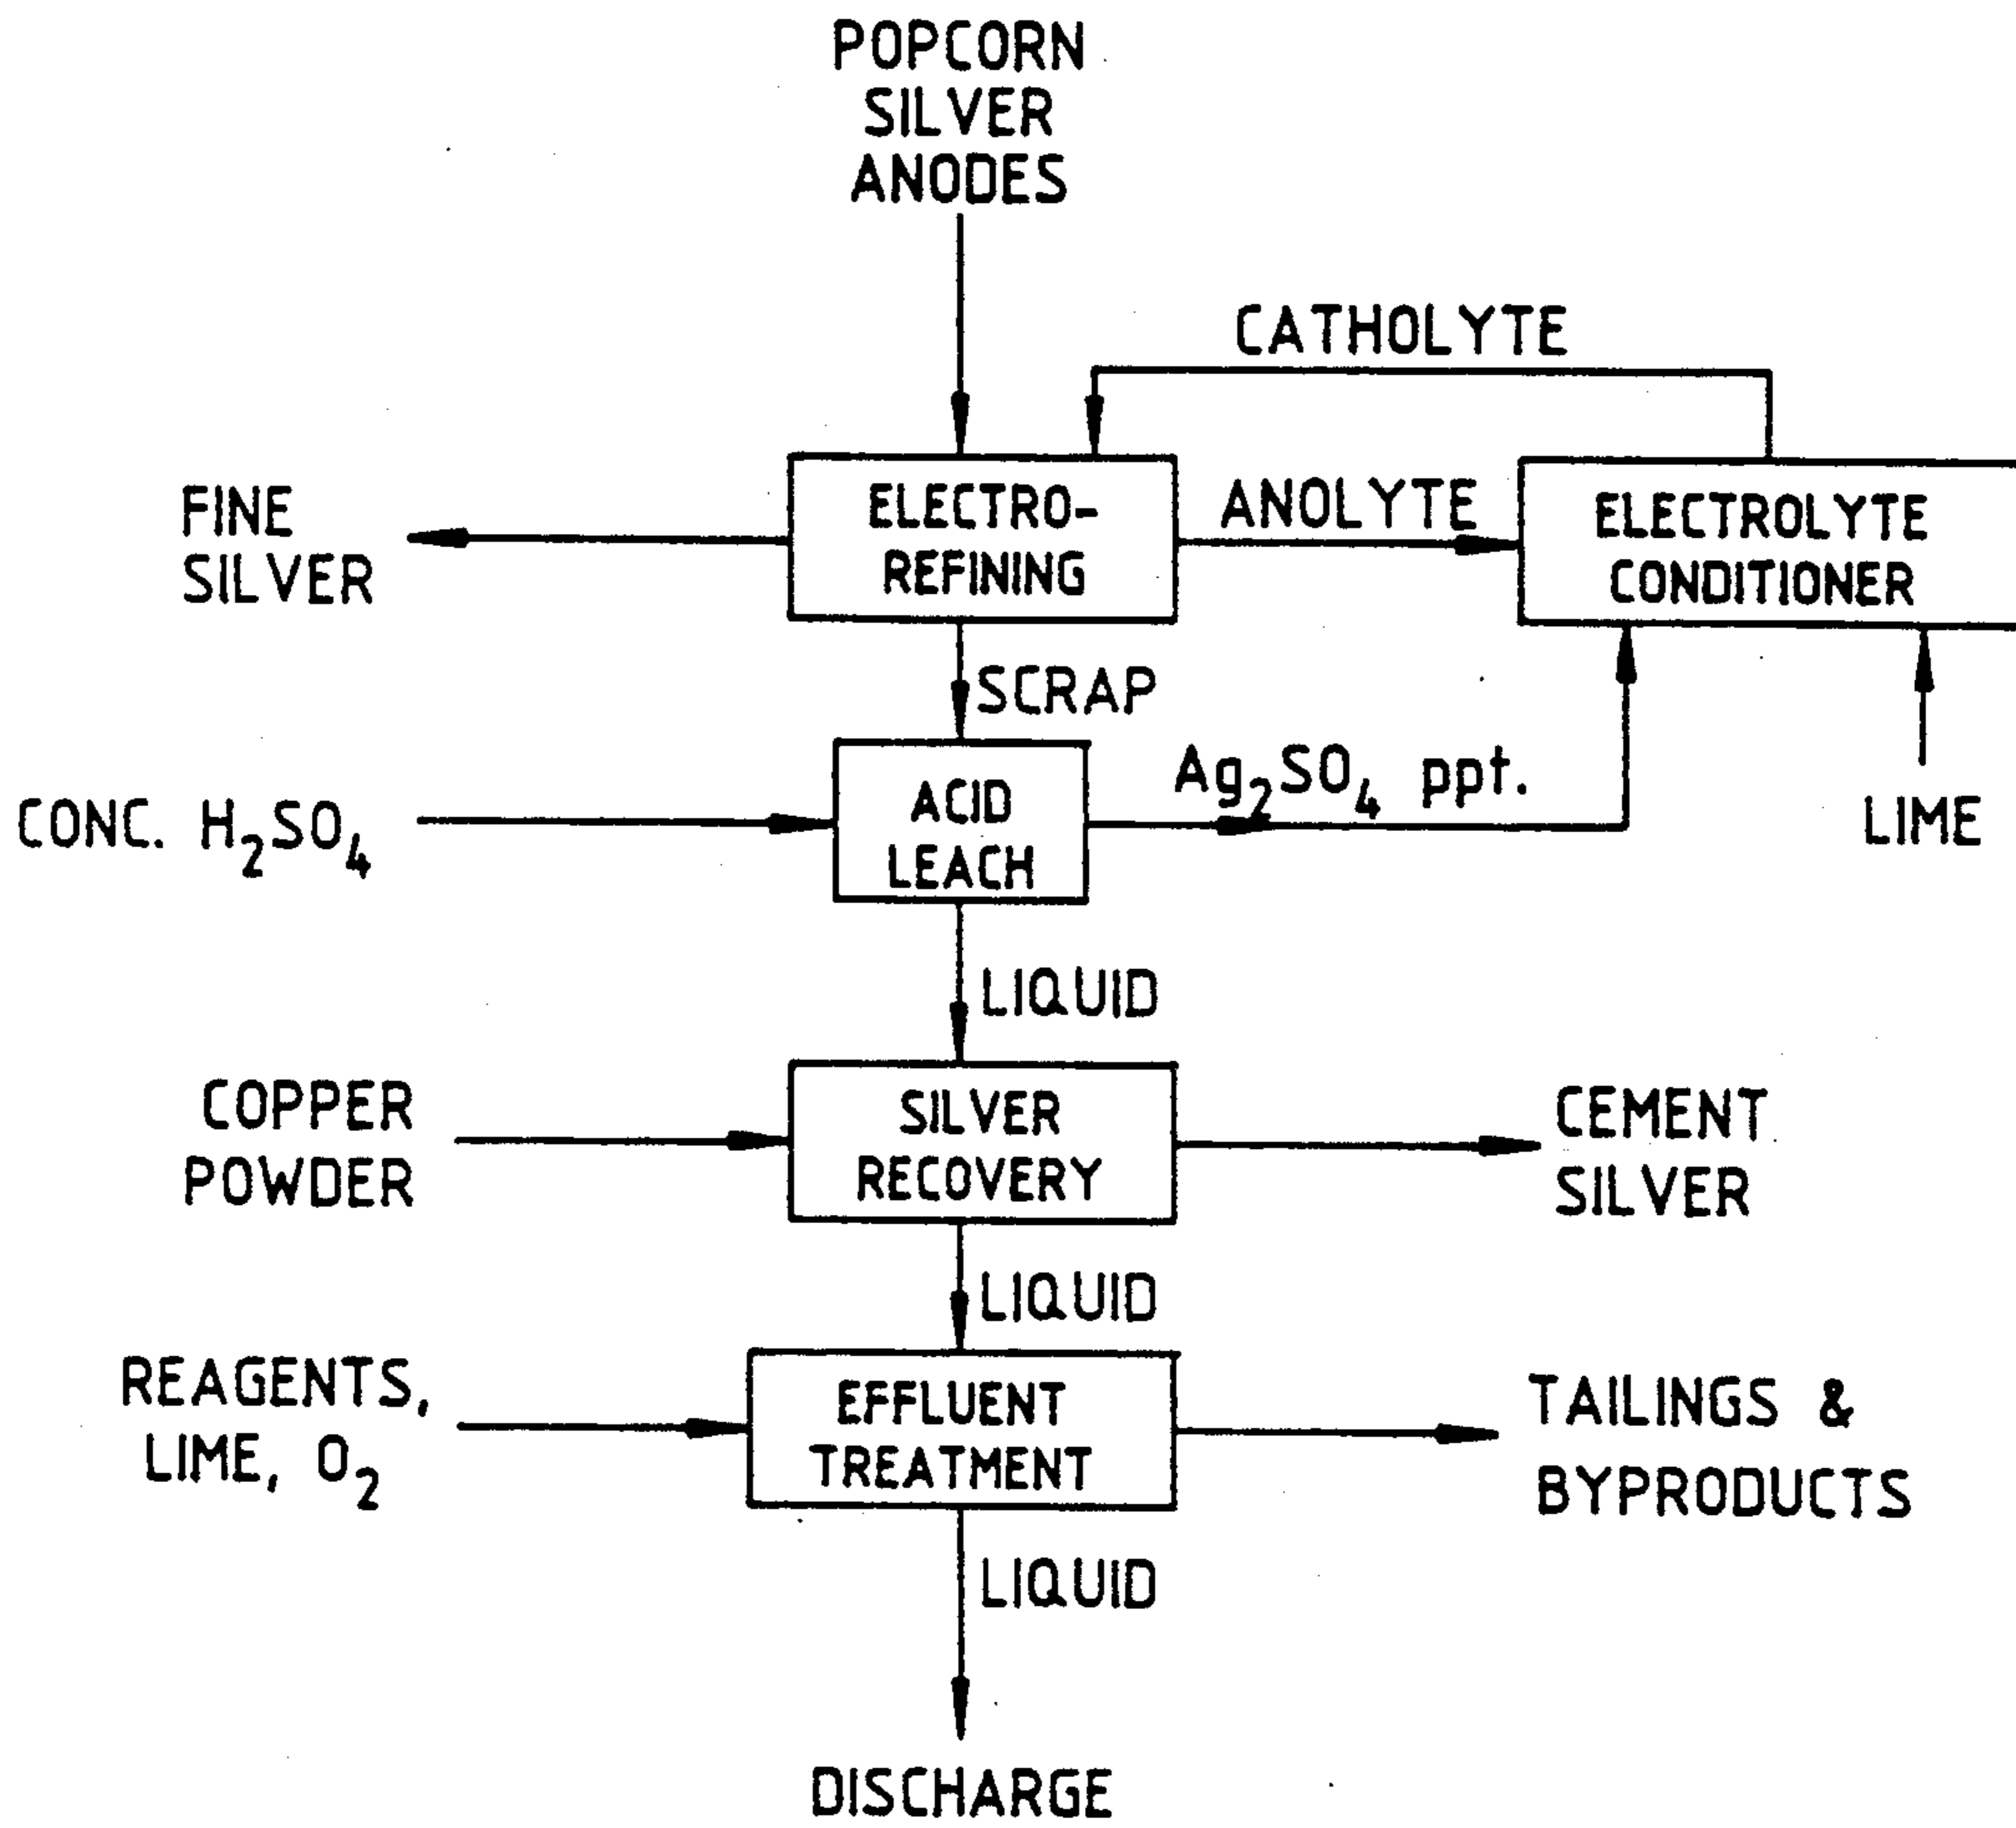 POPCORN
SILVER
ANODES
CATHOLYTE
FINE
SILVER
ELECTRO-
REFINING
ANOLYTE
ELECTROLYTE
CONDITIONER
SCRAP
CONC. H₂SO₄
ACID
LEACH
Ag₂SO₄ ppt.
LIME
LIQUID
COPPER
POWDER
SILVER
RECOVERY
CEMENT
SILVER
LIQUID
REAGENTS,
LIME, O₂
EFFLUENT
TREATMENT
TAILINGS &
BYPRODUCTS
LIQUID
DISCHARGE